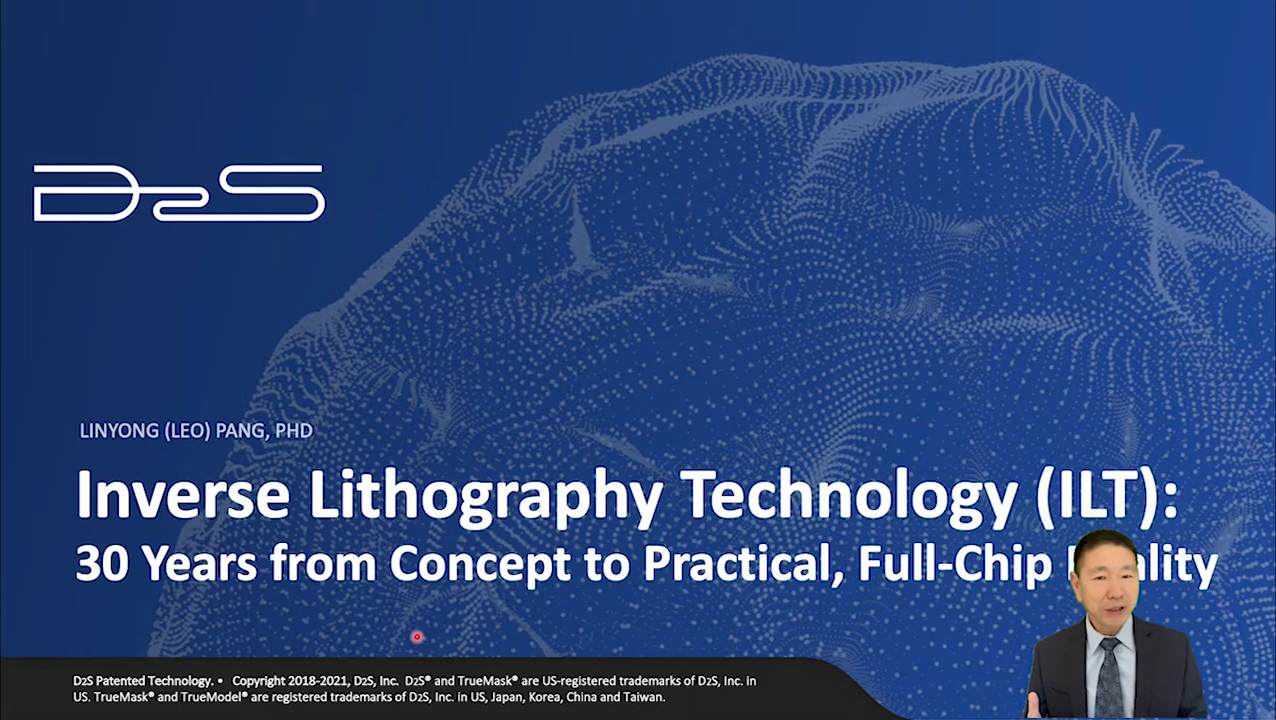 D2S
LINYONG (LEO) PANG, PHD
Inverse Lithography Technology (ILT):
30 Years from Concept to Practical, Full-Chip
D2S Patented Technology. • Copyright 2018-2021, D2S, Inc. D2S® and TrueMask® are US-registered trademarks of D2S, Inc. in
US. TrueMask® and TrueModel® are registered trademarks of D2S, Inc. in US, Japan, Korea, China and Taiwan.